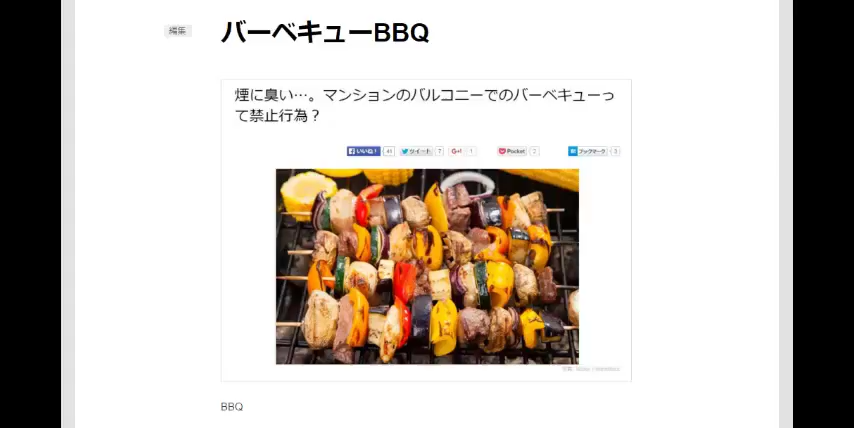 編集
バーベキューBBQ
煙に臭い…。マンションのバルコニーでのバーベキューっ
て禁止行為？
いいね！ 41 ツイート 7 G+1 1 Pocket 2 B! ブックマーク 3
BBQ